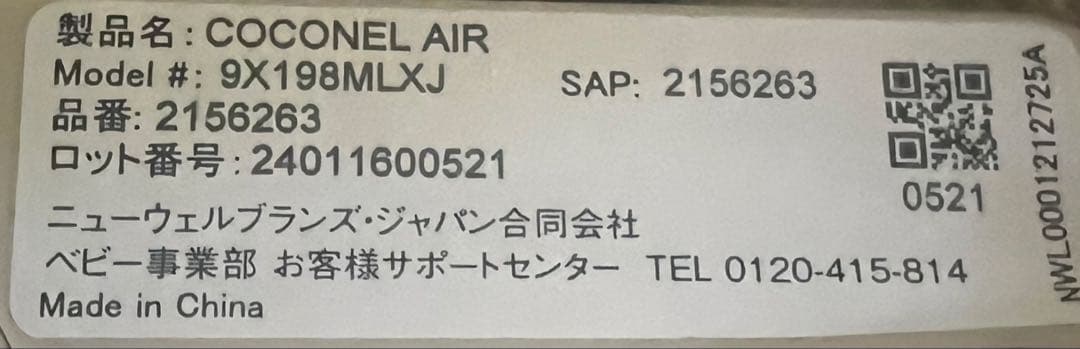 製品名：COCONEL AIR
Model #: 9X198MLXJ SAP: 2156263
品番: 2156263
ロット番号：24011600521
0521
ニューウェルブランズ・ジャパン合同会社
ベビー事業部 お客様サポートセンター TEL 0120-415-814
Made in China
NWL0001212725A